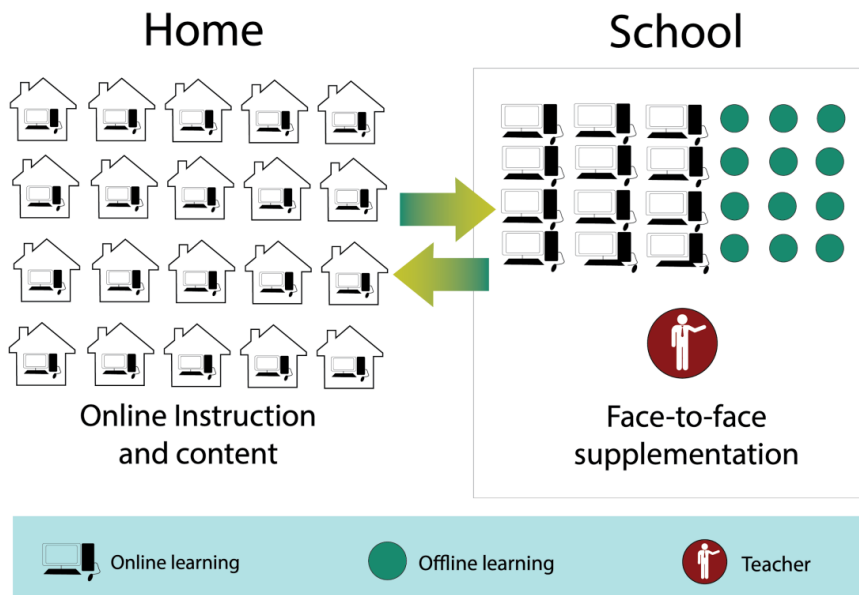 Home
School
Online Instruction
and content
Face-to-face
supplementation
Online learning
Offline learning
Teacher